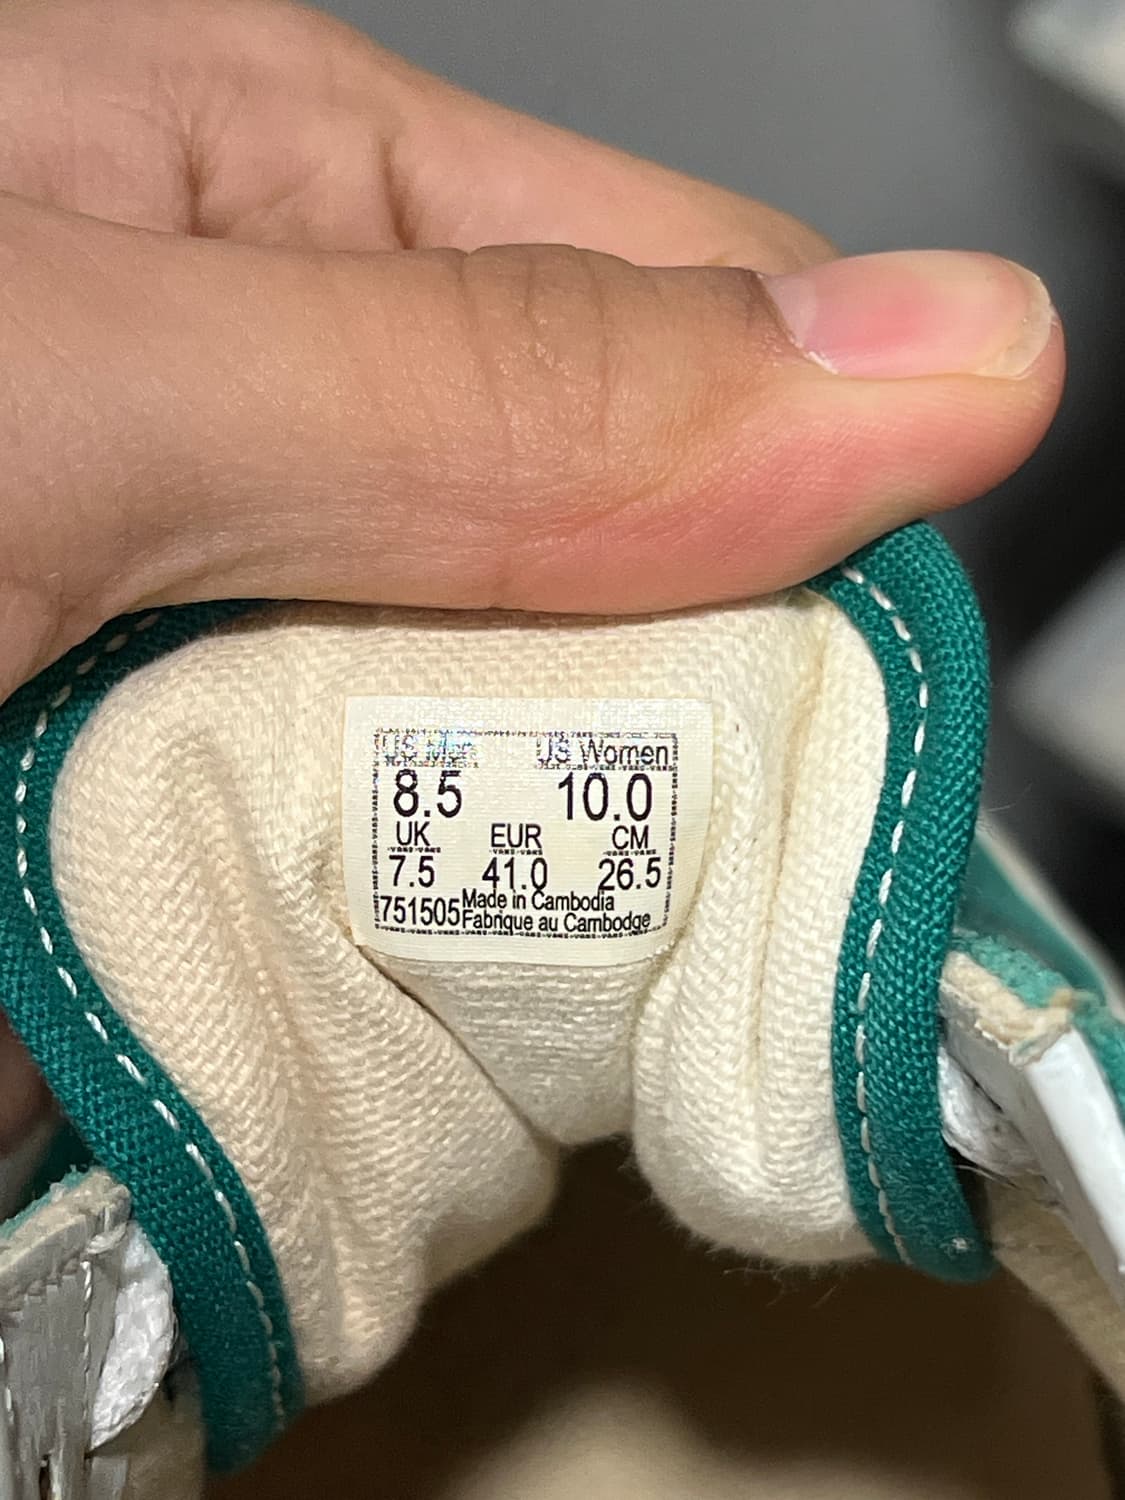 US Men US Women
8.5 10.0
UK EUR CM
7.5 41.0 26.5
751505 Made in Cambodia
Fabrique au Cambodge